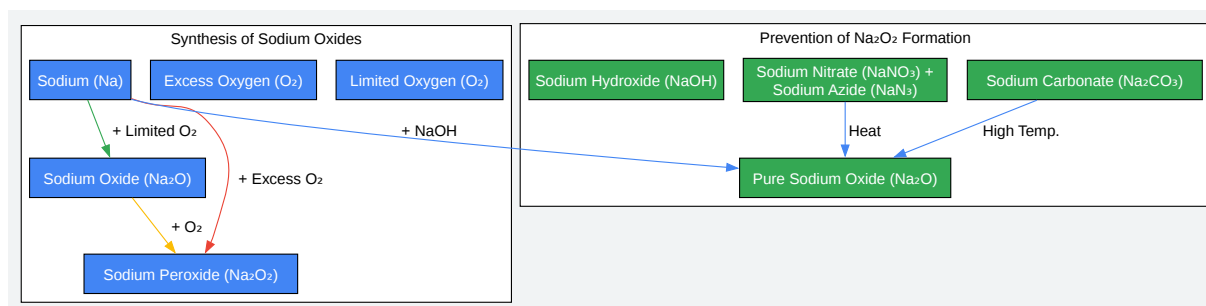 Synthesis of Sodium Oxides
Sodium (Na)
Excess Oxygen (O₂)
Limited Oxygen (O₂)
+ Limited O₂
+ NaOH
Sodium Oxide (Na₂O)
+ Excess O₂
+ O₂
Sodium Peroxide (Na₂O₂)
Prevention of Na₂O₂ Formation
Sodium Hydroxide (NaOH)
Sodium Nitrate (NaNO₃) +
Sodium Azide (NaN₃)
Sodium Carbonate (Na₂CO₃)
Heat
High Temp.
Pure Sodium Oxide (Na₂O)